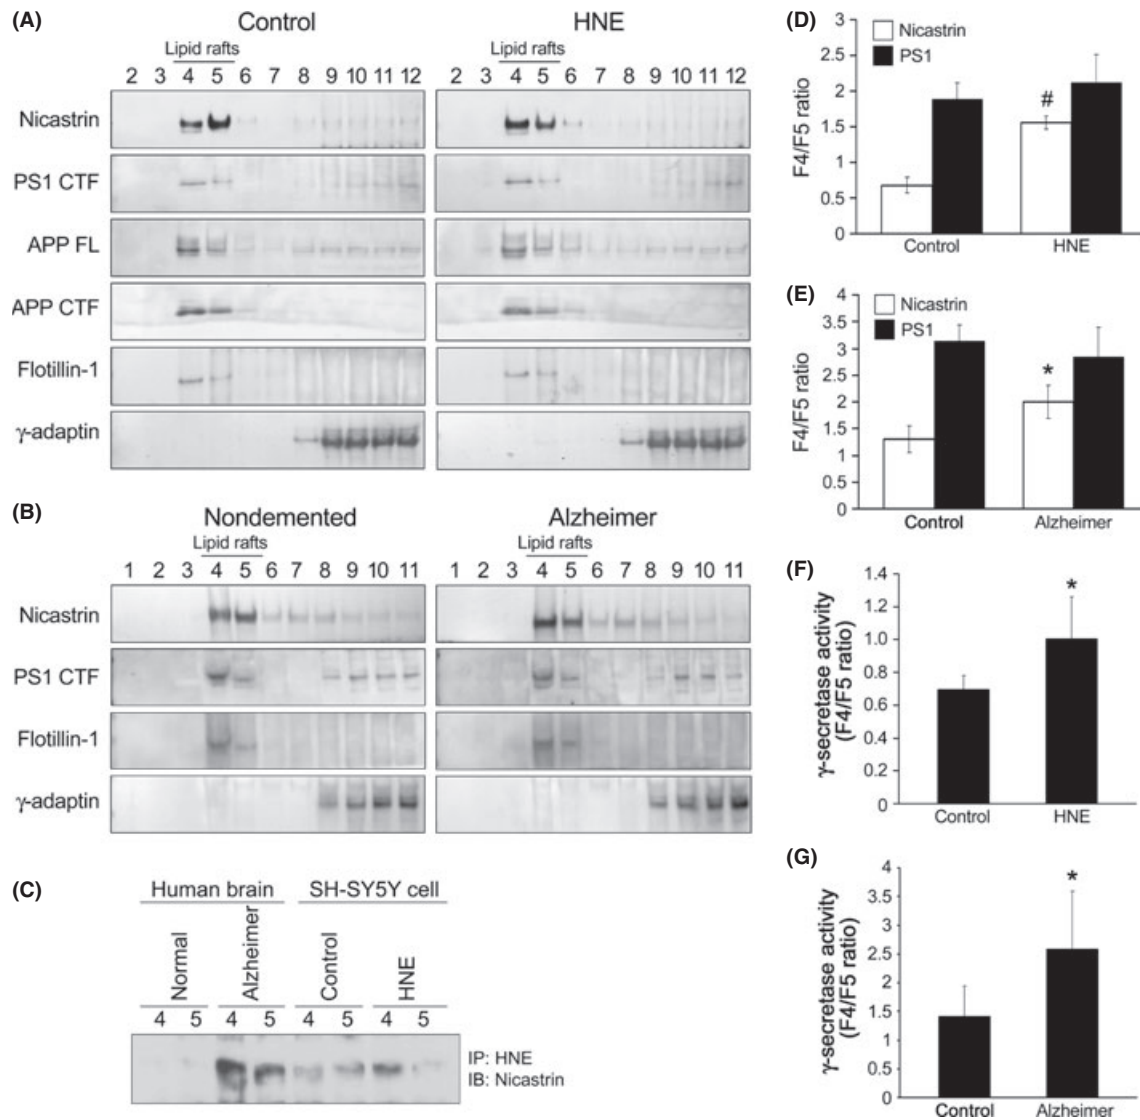 (A)
Control
HNE
Lipid rafts
Lipid rafts
2 3 4 5 6 7 8 9 10 11 12
2 3 4 5 6 7 8 9 10 11 12
Nicastrin
PS1 CTF
APP FL
APP CTF
Flotillin-1
γ-adaptin
(B)
Nondemented
Alzheimer
Lipid rafts
Lipid rafts
1 2 3 4 5 6 7 8 9 10 11
1 2 3 4 5 6 7 8 9 10 11
Nicastrin
PS1 CTF
Flotillin-1
γ-adaptin
(C)
Human brain
SH-SY5Y cell
Normal
Alzheimer
Control
HNE
4 5 4 5 4 5 4 5
IP: HNE
IB: Nicastrin
(D)
Nicastrin
PS1
F4/F5 ratio
3
2.5
2
1.5
1
0.5
0
#
Control
HNE
(E)
Nicastrin
PS1
F4/F5 ratio
4
3.5
3
2.5
2
1.5
1
0.5
0
*
Control
Alzheimer
(F)
γ-secretase activity
(F4/F5 ratio)
1.4
1.2
1.0
0.8
0.6
0.4
0.2
0
*
Control
HNE
(G)
γ-secretase activity
(F4/F5 ratio)
4
3.5
3
2.5
2
1.5
1
0.5
0
*
Control
Alzheimer